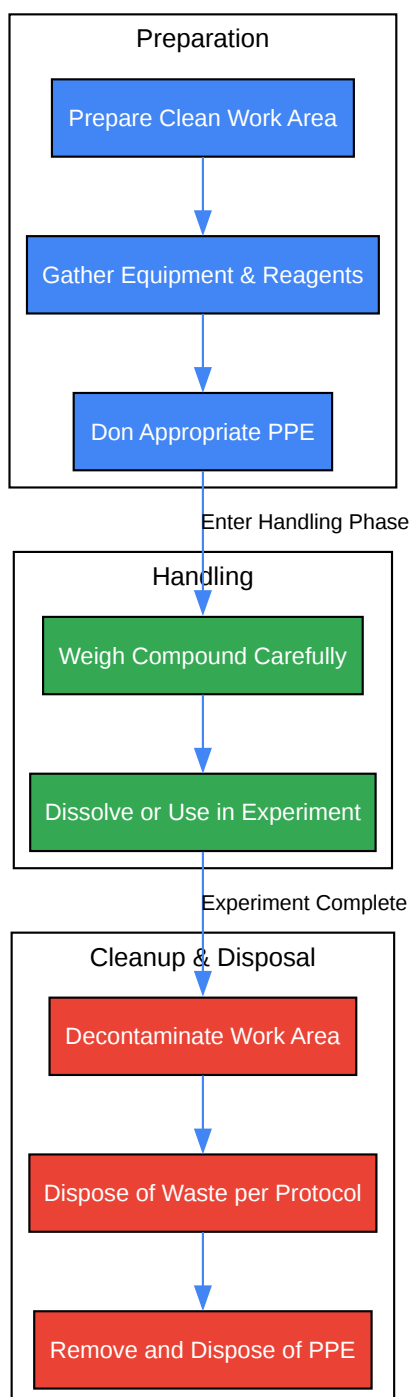 Preparation
Prepare Clean Work Area
Gather Equipment & Reagents
Don Appropriate PPE
Enter Handling Phase
Handling
Weigh Compound Carefully
Dissolve or Use in Experiment
Experiment Complete
Cleanup & Disposal
Decontaminate Work Area
Dispose of Waste per Protocol
Remove and Dispose of PPE